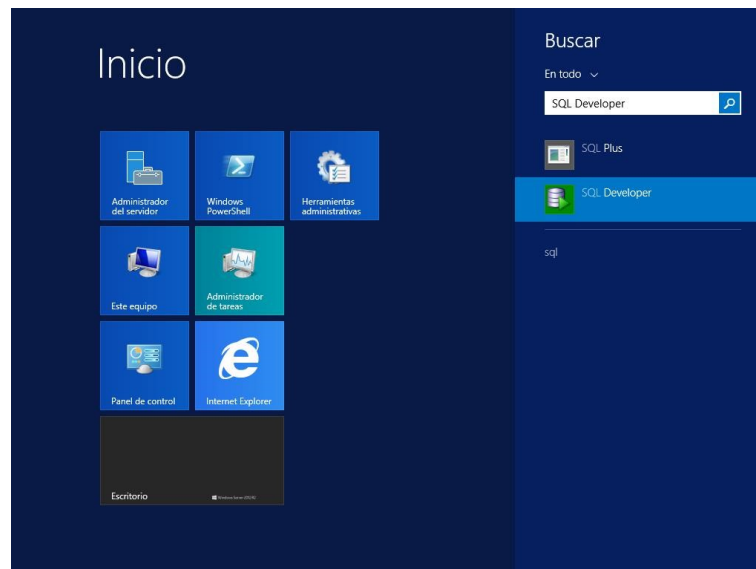 Inicio
Administrador
del servidor
Windows
PowerShell
Herramientas
administrativas
Este equipo
Administrador
de tareas
Panel de control
Internet Explorer
Escritorio
Buscar
En todo
SQL Developer
SQL Plus
SQL Developer
sql